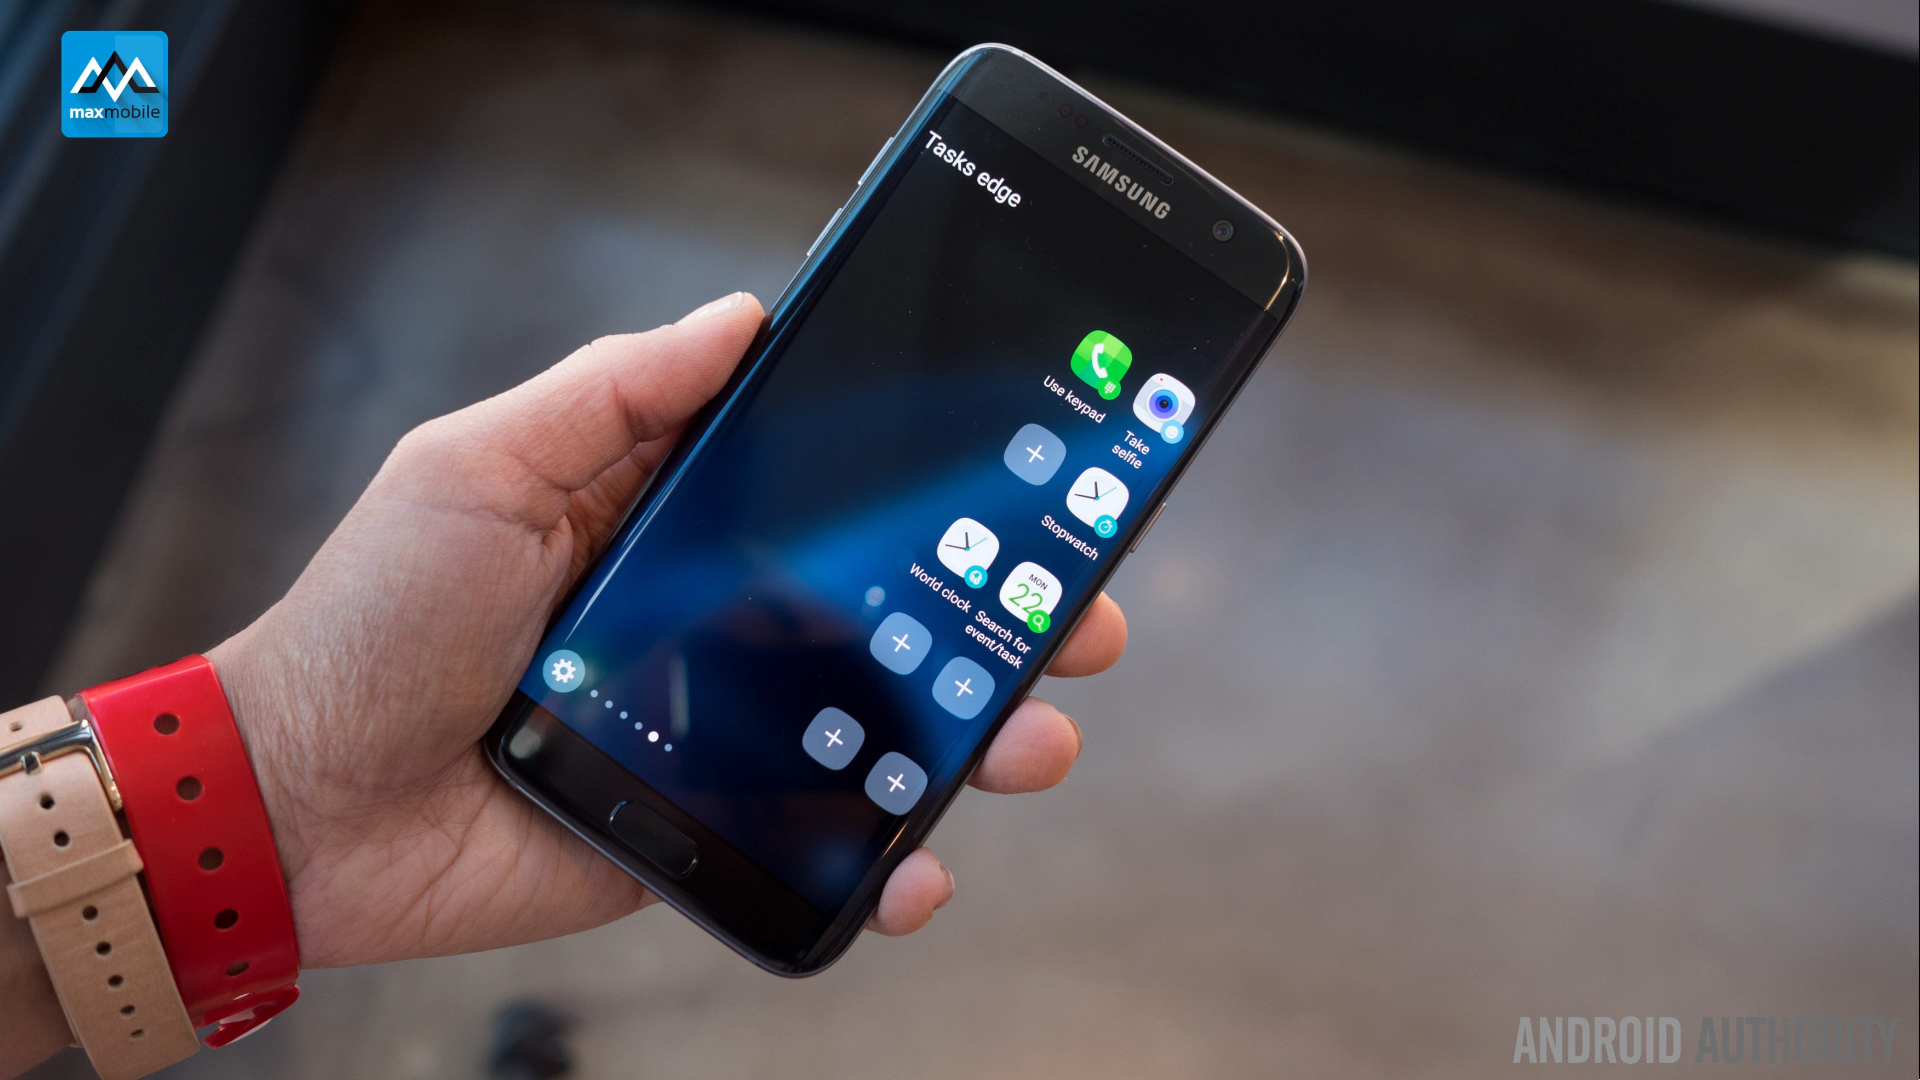 maxmobile
SAMSUNG
Tasks edge
Use keypad
Take
selfie
Stopwatch
World clock
MON
22
Search for
event/task
ANDROID AUTHORITY